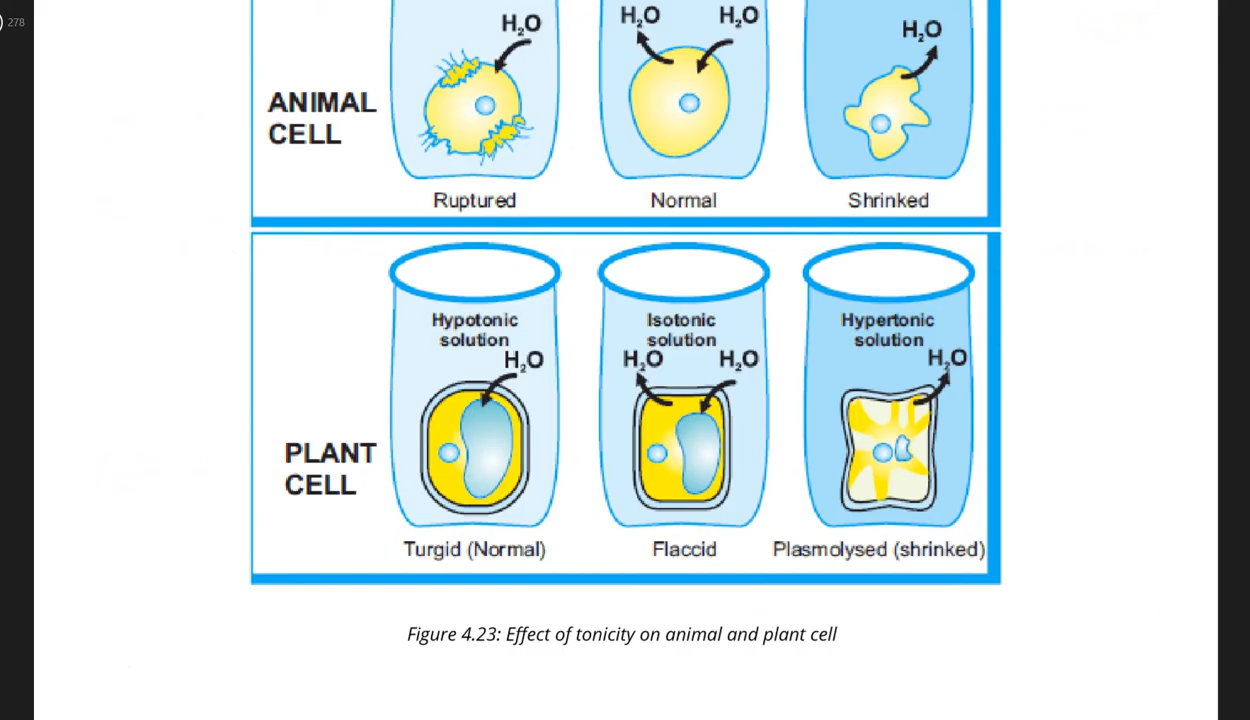 ) 278
H₂O
H₂O
H₂O
H₂O
ANIMAL
CELL
Ruptured
Normal
Shrinked
Hypotonic
solution
H₂O
Isotonic
solution
H₂O
H₂O
Hypertonic
solution
H₂O
PLANT
CELL
Turgid (Normal)
Flaccid
Plasmolysed (shrinked)
Figure 4.23: Effect of tonicity on animal and plant cell